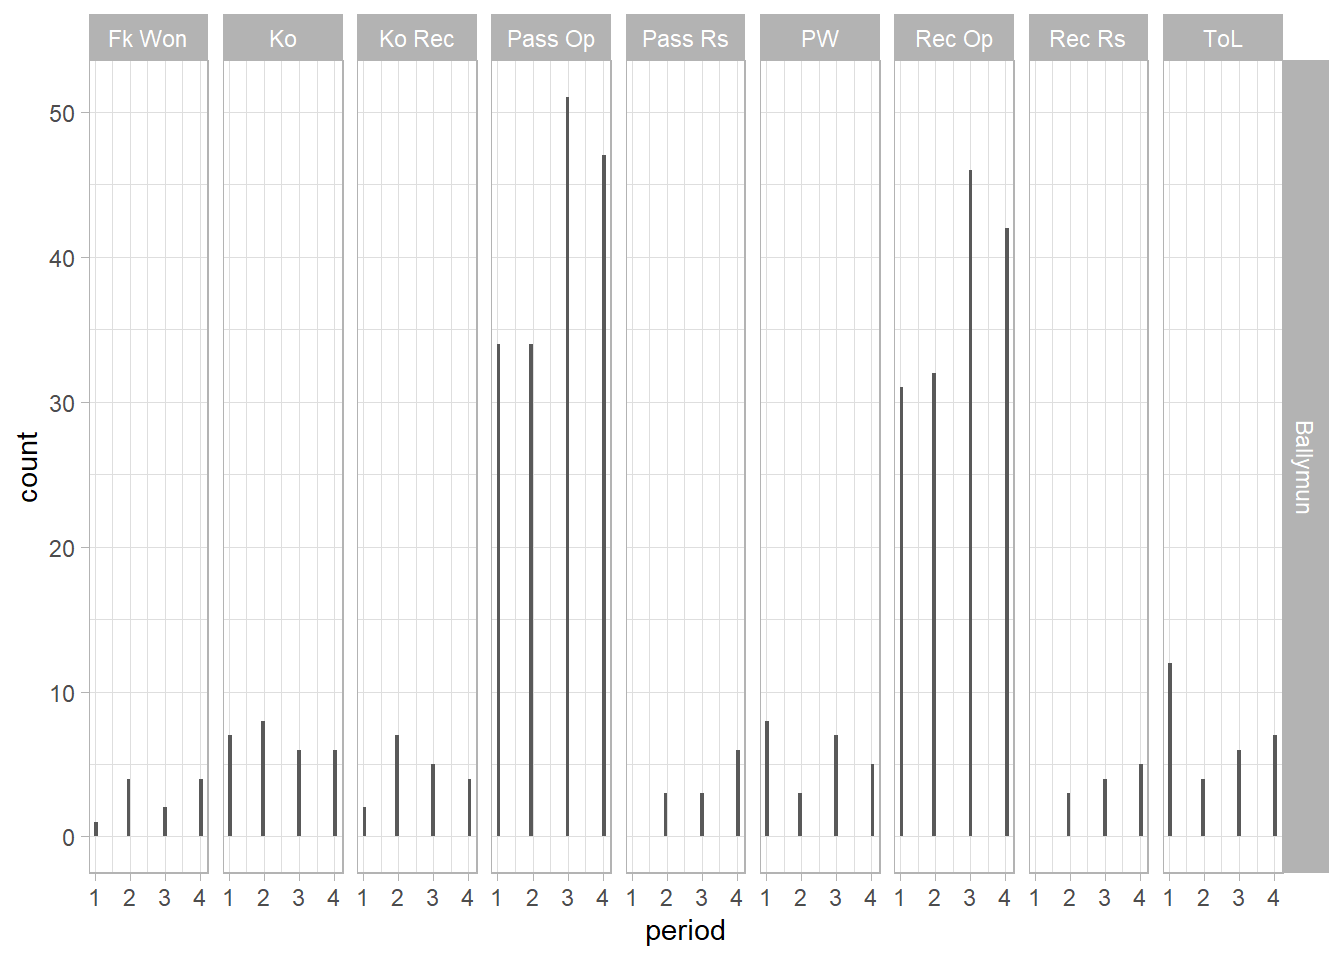 Fk Won Ko Ko Rec Pass Op Pass Rs PW Rec Op Rec Rs ToL
50
40
30
20
10
0
count
Ballymun
1 2 3 4 1 2 3 4 1 2 3 4 1 2 3 4 1 2 3 4 1 2 3 4 1 2 3 4 1 2 3 4 1 2 3 4
period